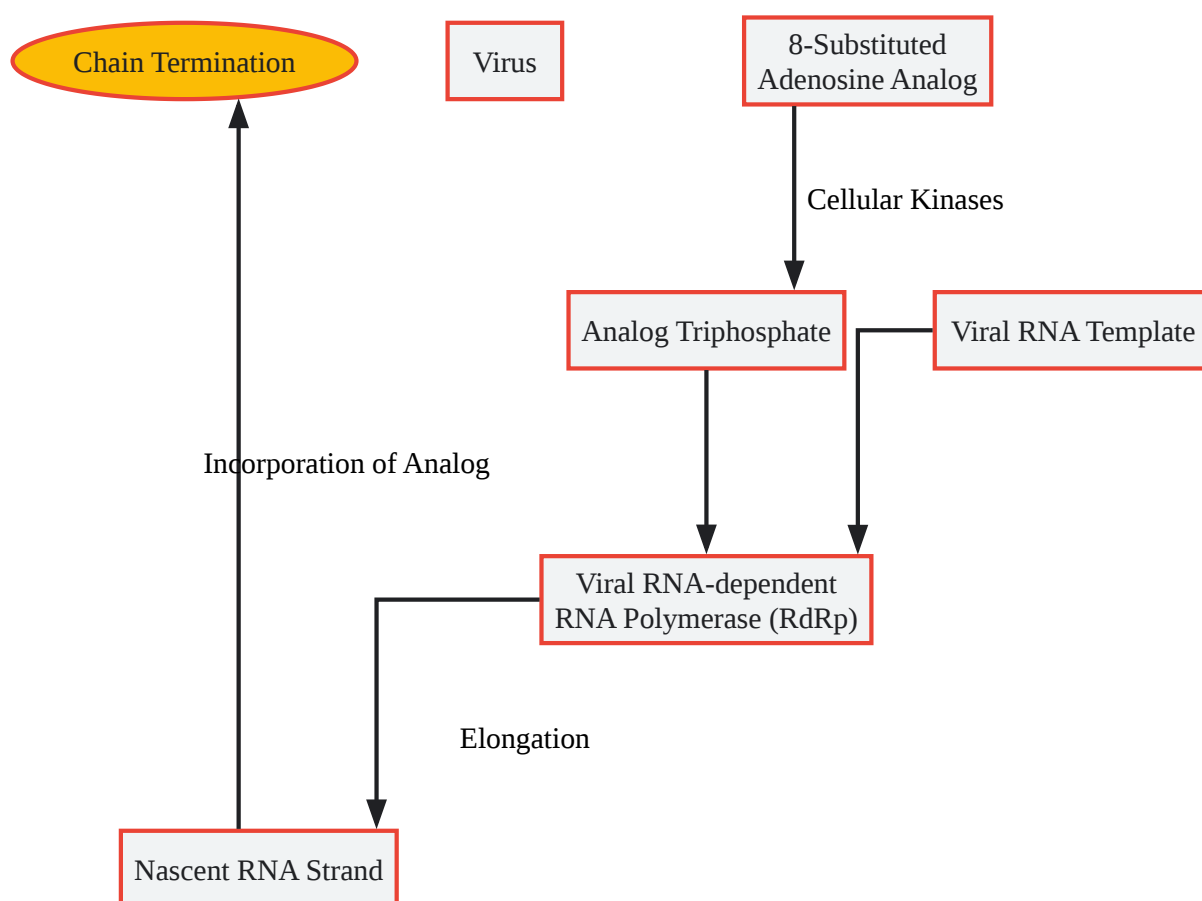 Chain Termination
Virus
8-Substituted
Adenosine Analog
Cellular Kinases
Analog Triphosphate
Viral RNA Template
Incorporation of Analog
Viral RNA-dependent
RNA Polymerase (RdRp)
Elongation
Nascent RNA Strand